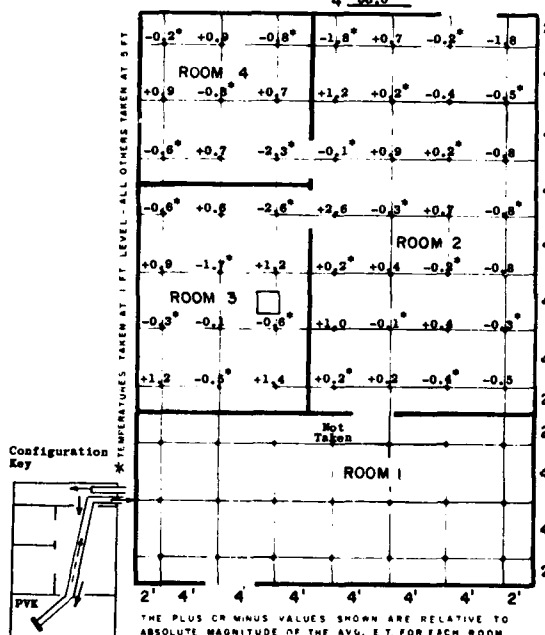 -0.2* +0.9 -0.8* -1.8* +0.7 -0.2* -1.8
ROOM 4
+0.9 -0.8* +0.7 +1.2 +0.2* -0.4 -0.5*
-0.6* +0.7 -2.3* -0.1* +0.9 +0.2* -0.8
-0.6* +0.6 -2.6* +2.6 -0.3* +0.7 -0.8*
ROOM 2
+0.9 -1.7* +1.2 +0.2* +0.4 -0.2* -0.8
ROOM 3
-0.3* -0.1 -0.6* +1.0 -0.1* +0.4 -0.3*
+1.2 -0.5* +1.4 +0.2* +0.2 -0.4* -0.5
* TEMPERATURES TAKEN AT 1 FT LEVEL - ALL OTHERS TAKEN AT 5 FT
Not
Taken
ROOM 1
Configuration
Key
PVK
2' 4' 4' 4' 4' 4' 4' 2'
THE PLUS OR MINUS VALUES SHOWN ARE RELATIVE TO
ABSOLUTE MAGNITUDE OF THE AVG. ET FOR EACH ROOM